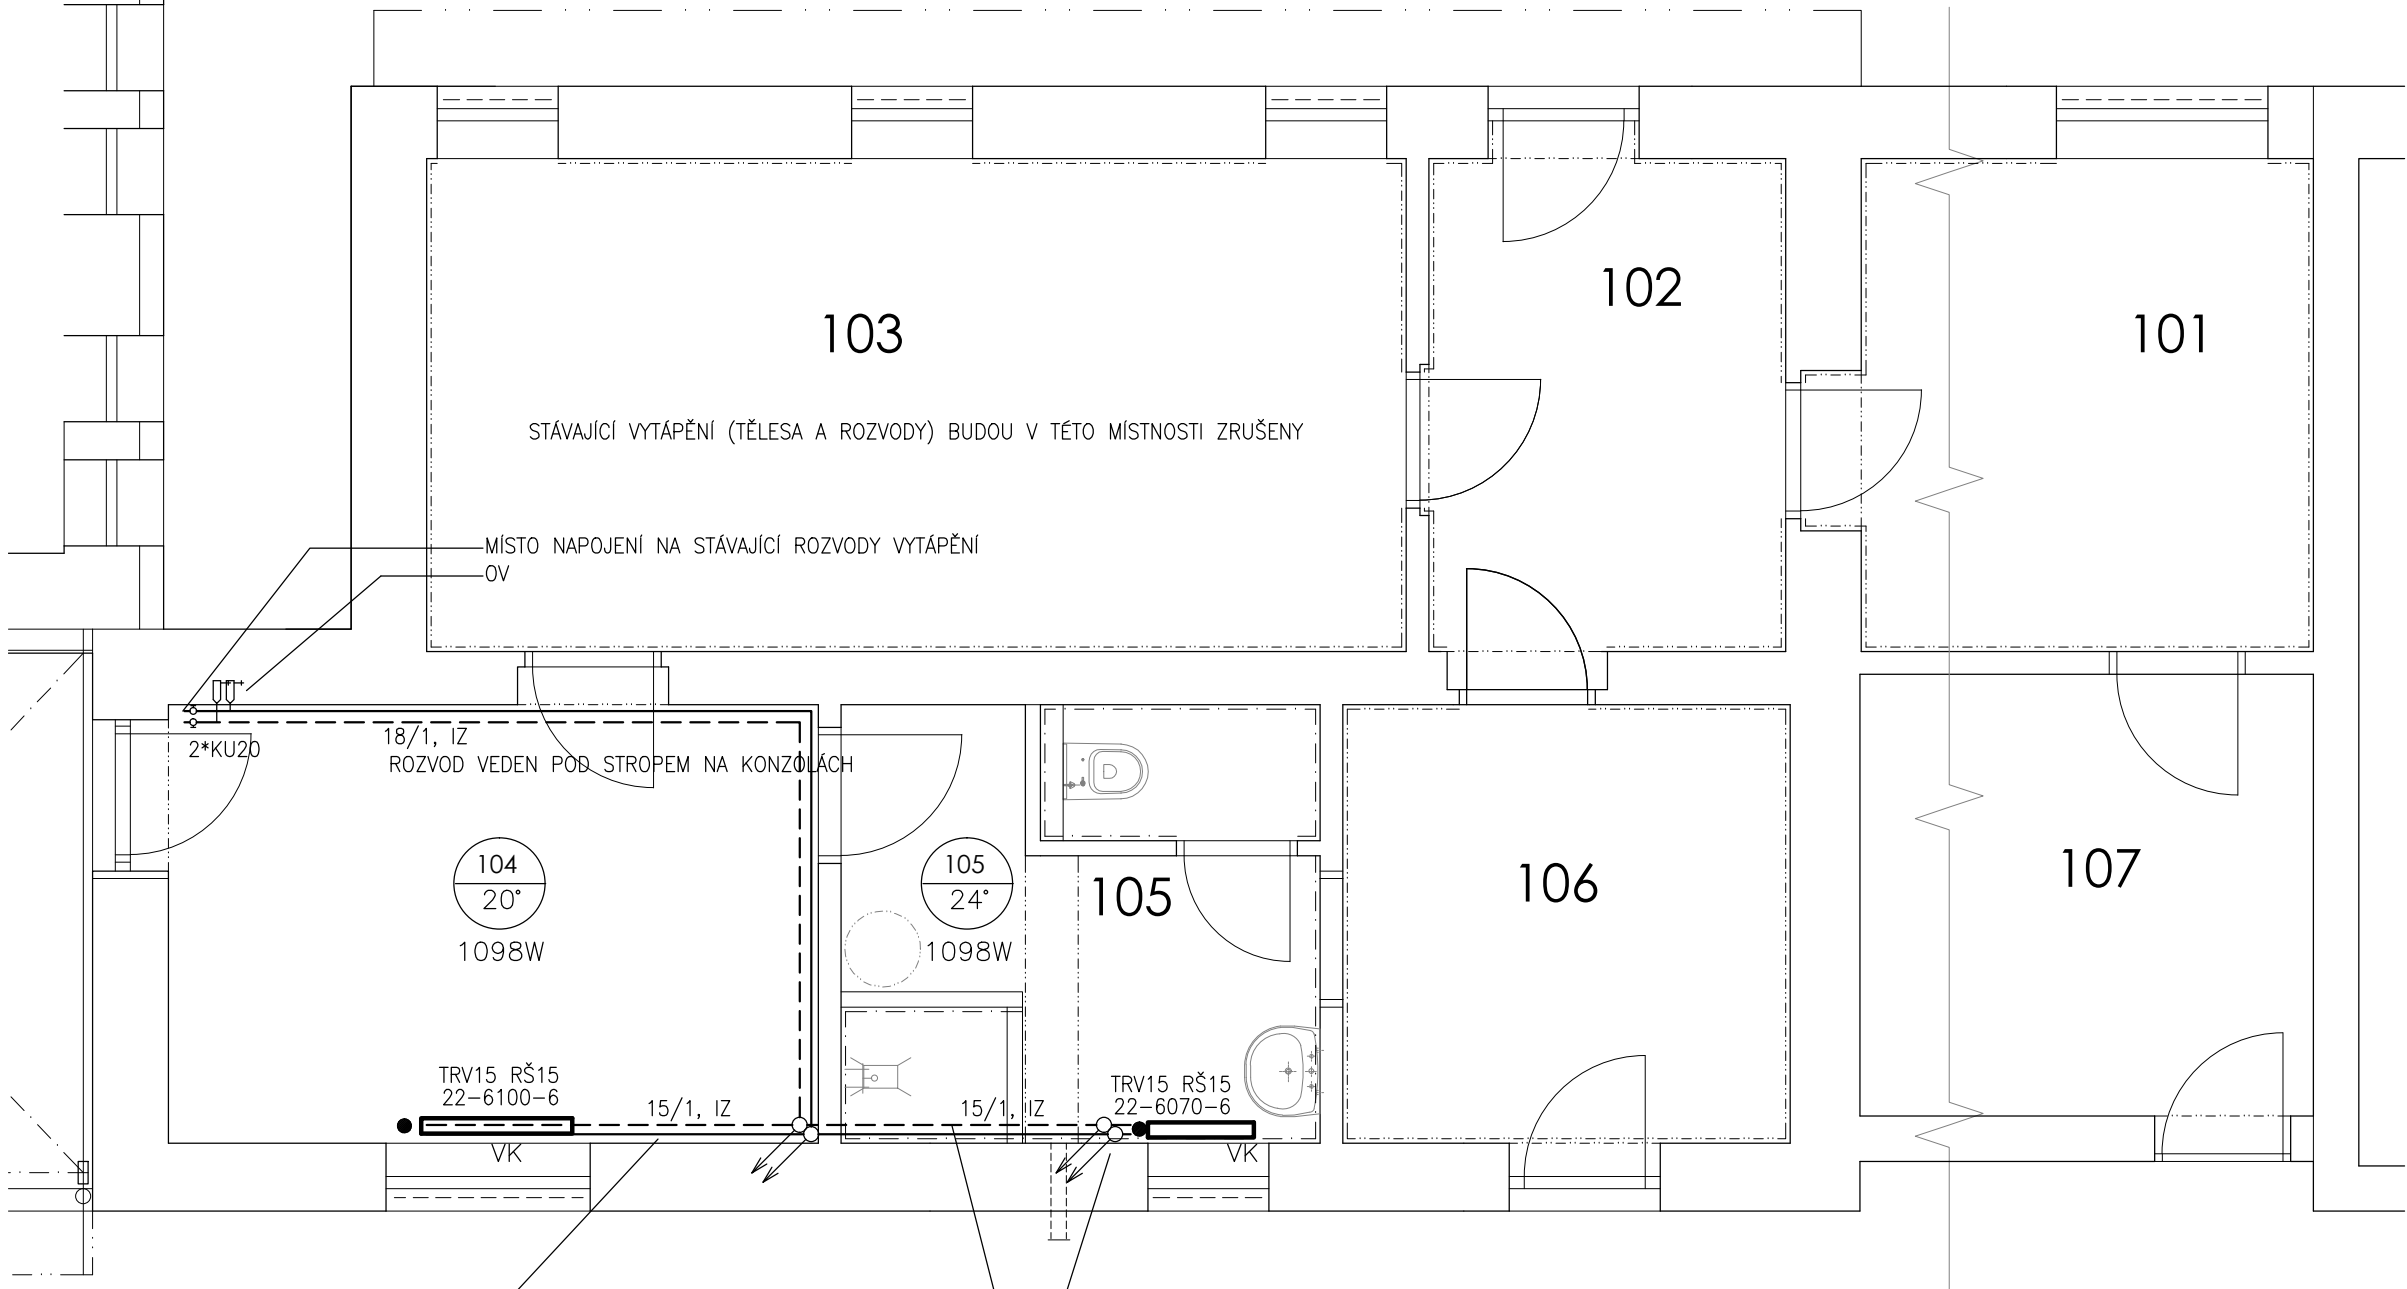 102
103
101
STÁVAJÍCÍ VYTÁPĚNÍ (TĚLESA A ROZVODY) BUDOU V TÉTO MÍSTNOSTI ZRUŠENY
MÍSTO NAPOJENÍ NA STÁVAJÍCÍ ROZVODY VYTÁPĚNÍ
OV
18/1, IZ
2*KU20
ROZVOD VEDEN POD STROPEM NA KONZOLÁCH
104
20°
1098W
105
24°
1098W
105
106
107
TRV15 RŠ15
22-6100-6
15/1, IZ
15/1, IZ
TRV15 RŠ15
22-6070-6
VK
VK